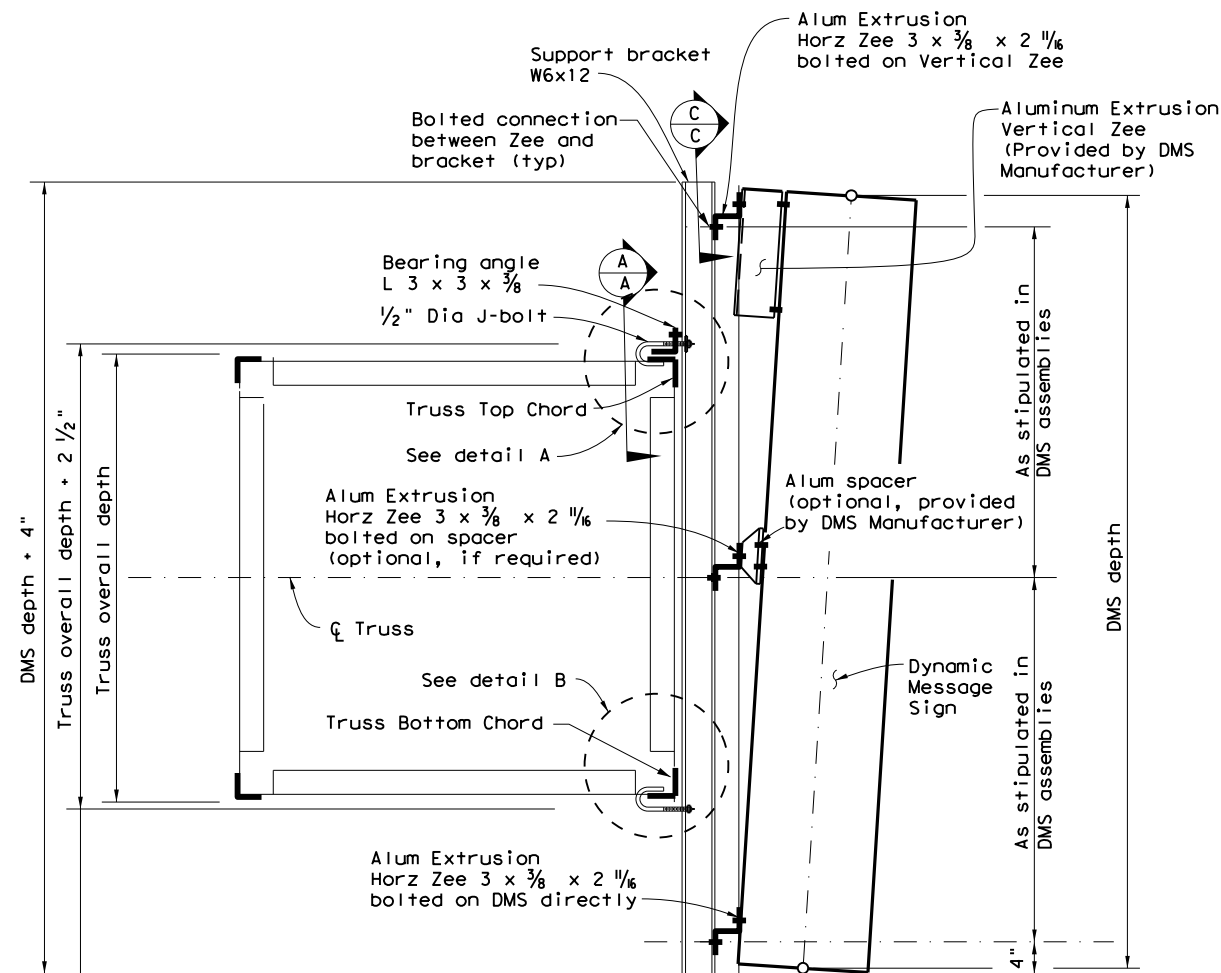 Alum Extrusion
Horz Zee 3 x ⅜ x 2 11/16
bolted on Vertical Zee
Support bracket
W6x12
Aluminum Extrusion
Vertical Zee
(Provided by DMS
Manufacturer)
Bolted connection
between Zee and
bracket (typ)
C
C
A
A
Bearing angle
L 3 x 3 x ⅜
½" Dia J-bolt
Truss Top Chord
See detail A
Alum Extrusion
Horz Zee 3 x ⅜ x 2 11/16
bolted on spacer
(optional, if required)
Alum spacer
(optional, provided
by DMS Manufacturer)
℄ Truss
See detail B
Truss Bottom Chord
Dynamic
Message
Sign
Alum Extrusion
Horz Zee 3 x ⅜ x 2 11/16
bolted on DMS directly
DMS depth + 4"
Truss overall depth + 2 ½"
Truss overall depth
As stipulated in
DMS assemblies
As stipulated in
DMS assemblies
DMS depth
4"